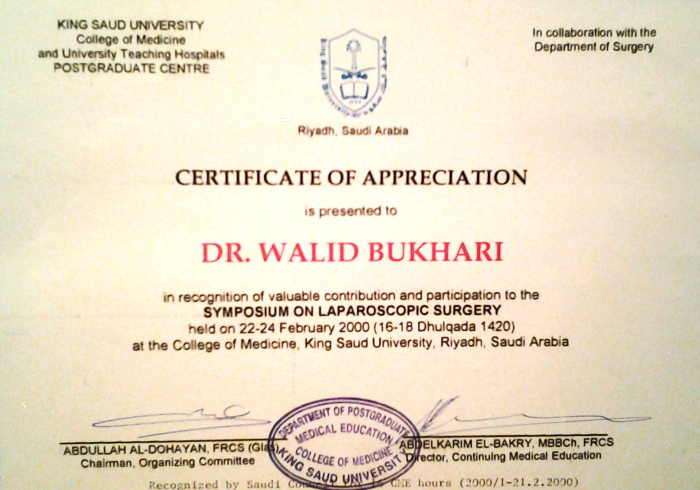 KING SAUD UNIVERSITY
College of Medicine
and University Teaching Hospitals
POSTGRADUATE CENTRE
In collaboration with the
Department of Surgery
Riyadh, Saudi Arabia
CERTIFICATE OF APPRECIATION
is presented to
DR. WALID BUKHARI
in recognition of valuable contribution and participation to the
SYMPOSIUM ON LAPAROSCOPIC SURGERY
held on 22-24 February 2000 (16-18 Dhulqada 1420)
at the College of Medicine, King Saud University, Riyadh, Saudi Arabia
DEPARTMENT OF POSTGRADUATE
MEDICAL EDUCATION
COLLEGE OF MEDICINE
KING SAUD UNIVERSITY
ABDULLAH AL-DOHAYAN, FRCS (Glas)
Chairman, Organizing Committee
ABDELKARIM EL-BAKRY, MBBCh, FRCS
Director, Continuing Medical Education
Recognized by Saudi CME hours (2000/1-21.2.2000)